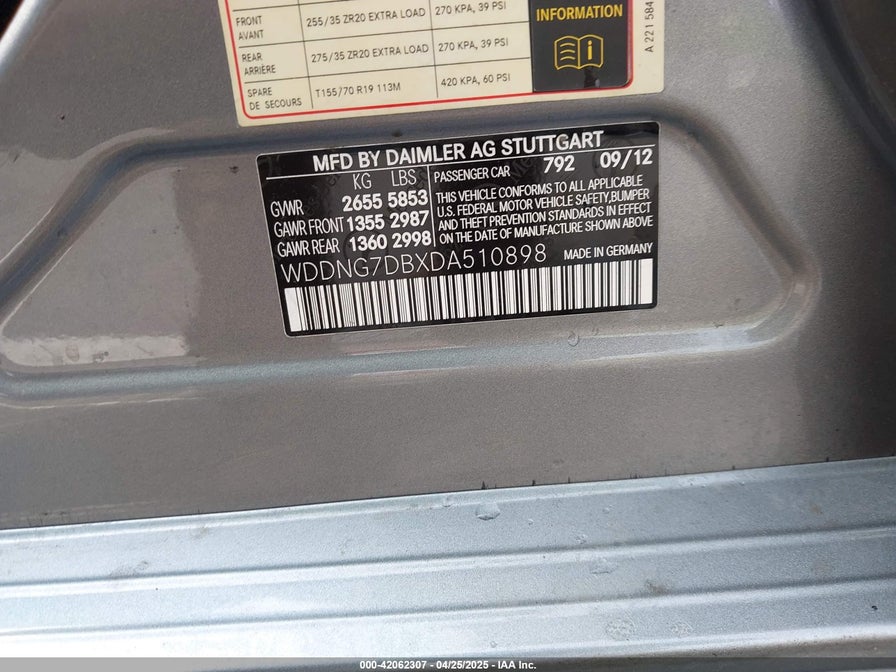 FRONT
AVANT
255/35 ZR20 EXTRA LOAD
270 KPA, 39 PSI
REAR
ARRIÈRE
275/35 ZR20 EXTRA LOAD
270 KPA, 39 PSI
SPARE
DE SECOURS
T155/70 R19 113M
420 KPA, 60 PSI
INFORMATION
A 221 584
MFD BY DAIMLER AG STUTTGART
KG LBS
GVWR 2655 5853
GAWR FRONT 1355 2987
GAWR REAR 1360 2998
792 09/12
PASSENGER CAR
THIS VEHICLE CONFORMS TO ALL APPLICABLE
U.S. FEDERAL MOTOR VEHICLE SAFETY,BUMPER
AND THEFT PREVENTION STANDARDS IN EFFECT
ON THE DATE OF MANUFACTURE SHOWN ABOVE
WDDNG7DBXDA510898
MADE IN GERMANY
000-42062307 - 04/25/2025 - IAA Inc.